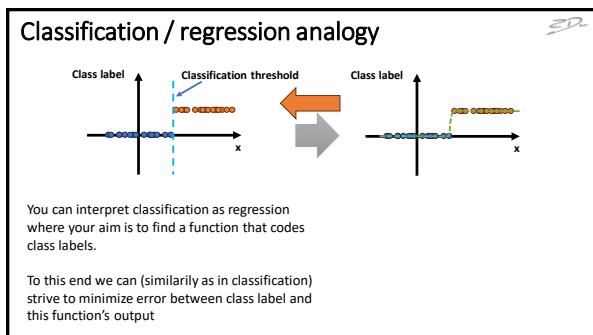 Classification / regression analogy
Class label
Classification threshold
Class label
x
x
You can interpret classification as regression
where your aim is to find a function that codes
class labels.
To this end we can (similarily as in classification)
strive to minimize error between class label and
this function's output